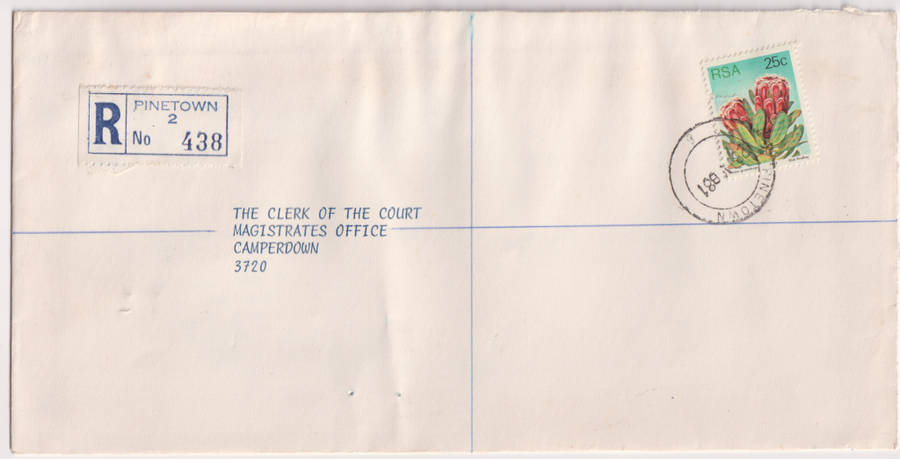 R
PINETOWN
2
No 438
RSA 25c
PINETOWN
THE CLERK OF THE COURT
MAGISTRATES OFFICE
CAMPERDOWN
3720